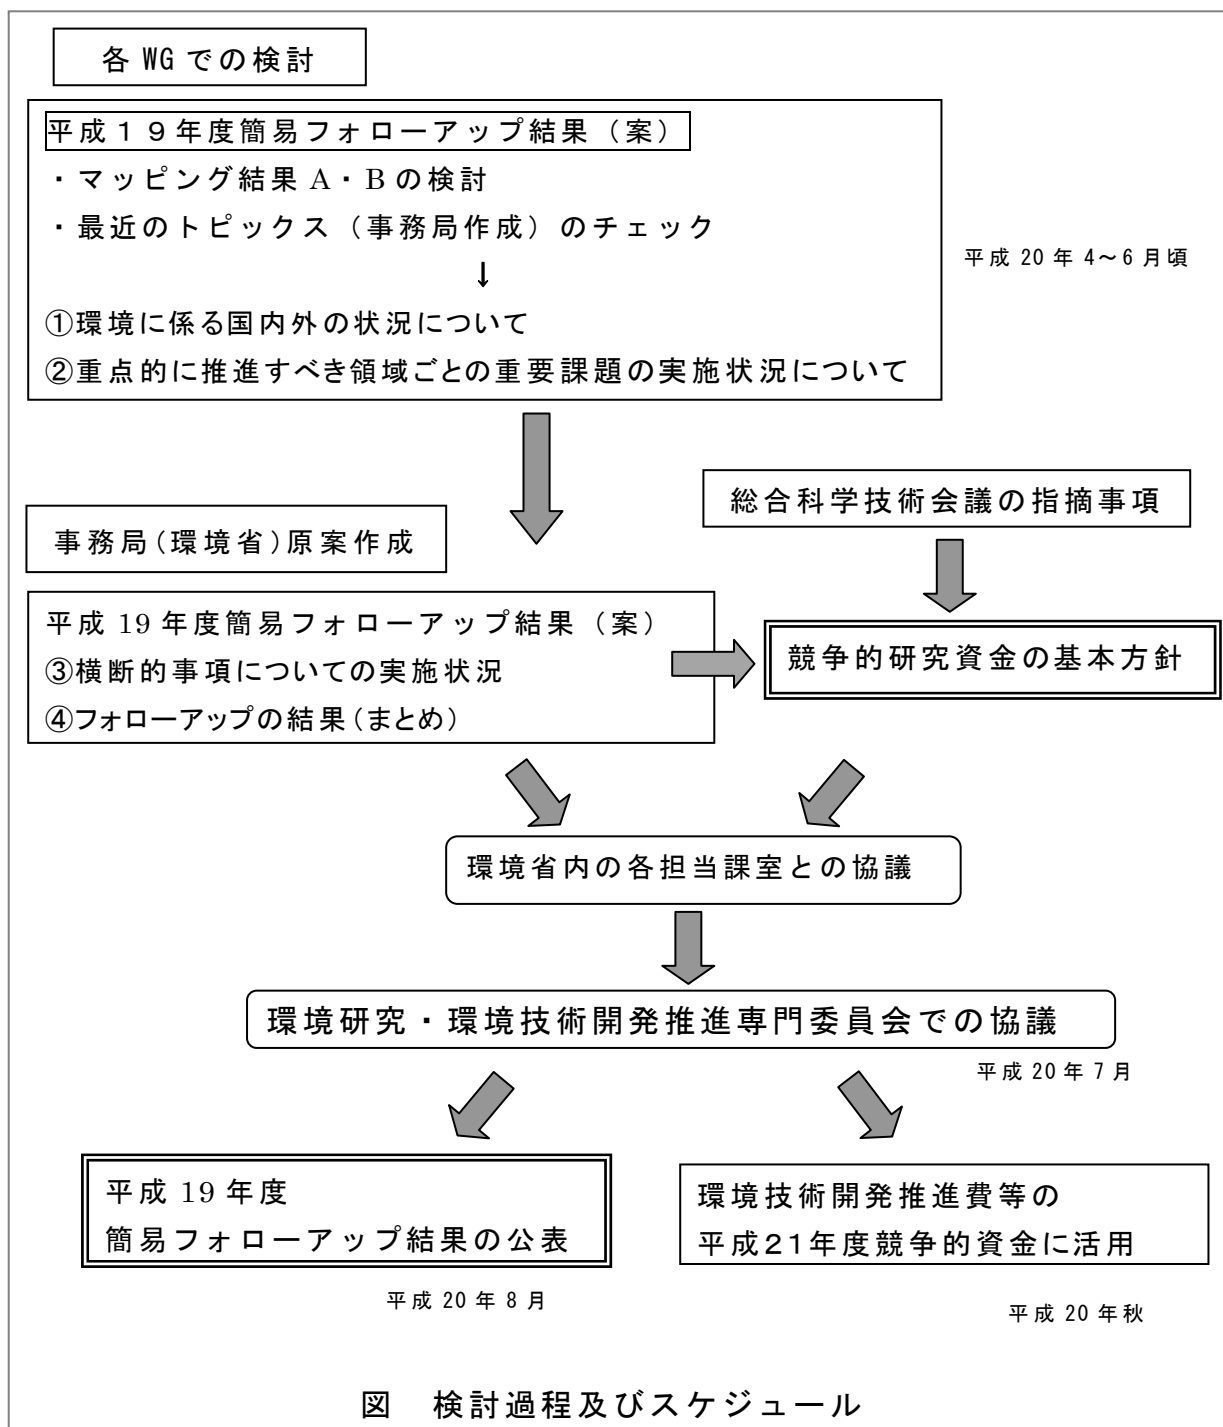 各 WG での検討
平成１９年度簡易フォローアップ結果（案）
・マッピング結果 A・B の検討
・最近のトピックス（事務局作成）のチェック
↓
平成 20 年 4～6 月頃
①環境に係る国内外の状況について
②重点的に推進すべき領域ごとの重要課題の実施状況について
総合科学技術会議の指摘事項
事務局（環境省）原案作成
平成 19 年度簡易フォローアップ結果（案）
③横断的事項についての実施状況
④フォローアップの結果（まとめ）
競争的研究資金の基本方針
環境省内の各担当課室との協議
環境研究・環境技術開発推進専門委員会での協議
平成 20 年 7 月
平成 19 年度
簡易フォローアップ結果の公表
平成 20 年 8 月
環境技術開発推進費等の
平成２１年度競争的資金に活用
平成 20 年秋
図　検討過程及びスケジュール